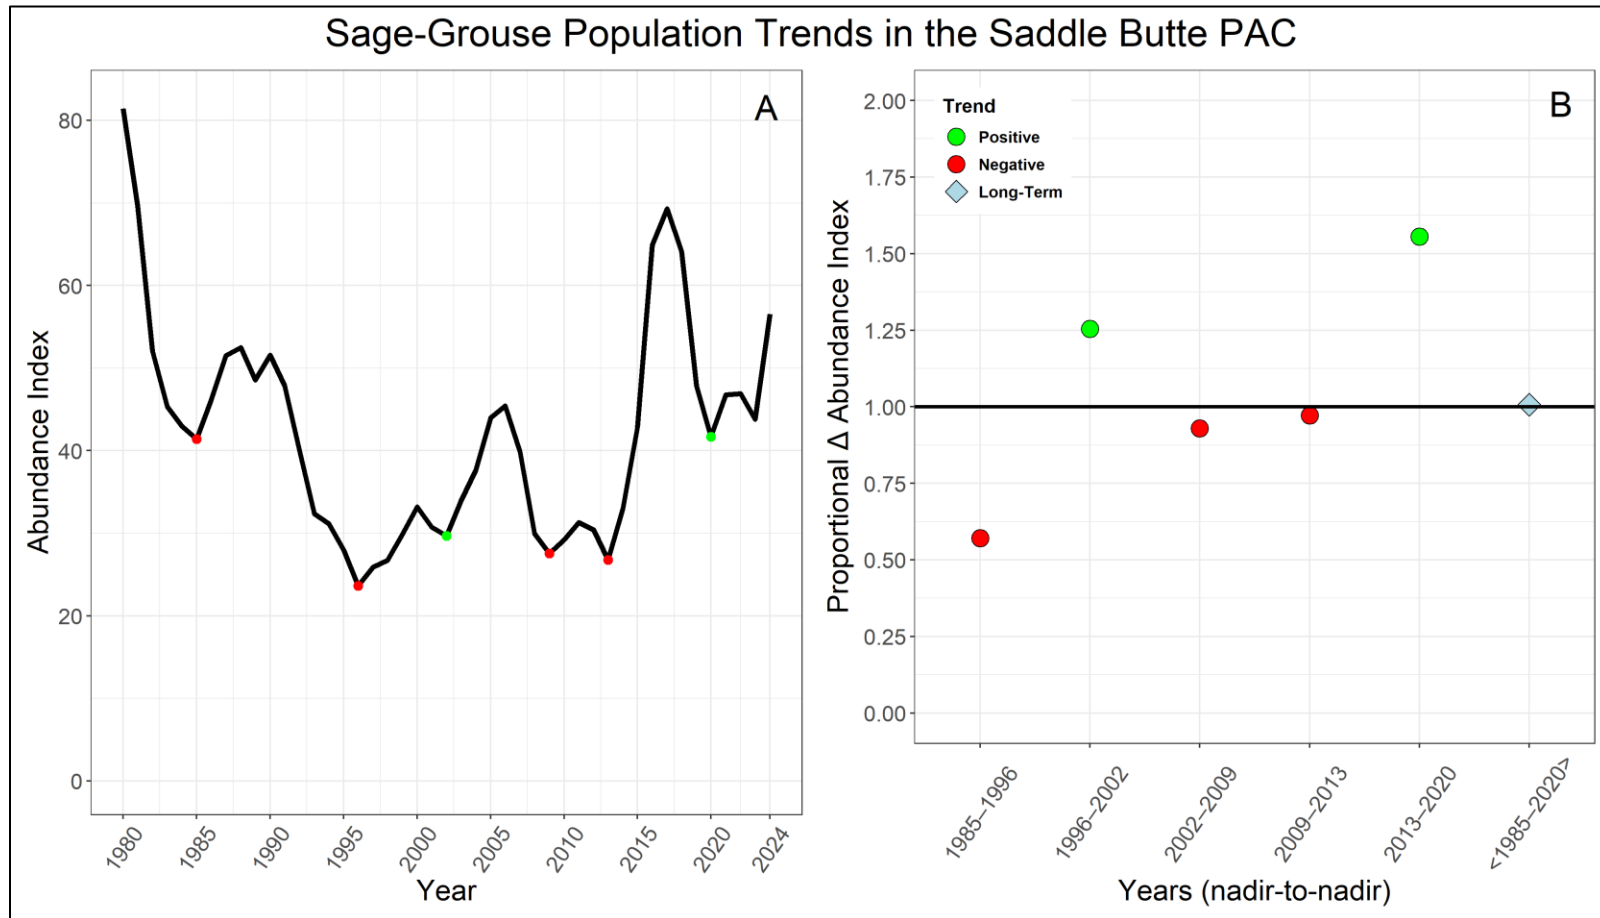 Sage-Grouse Population Trends in the Saddle Butte PAC
A
Abundance Index
80
60
40
20
0
1980
1985
1990
1995
2000
2005
2010
2015
2020
2024
Year
B
Trend
Positive
Negative
Long-Term
Proportional Δ Abundance Index
2.00
1.75
1.50
1.25
1.00
0.75
0.50
0.25
0.00
1985–1996
1996–2002
2002–2009
2009–2013
2013–2020
<1985–2020>
Years (nadir-to-nadir)